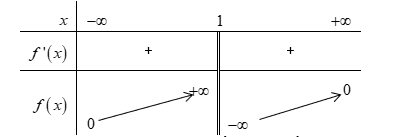 x −∞ 1 +∞
f'(x) + +
+∞ 0
f(x)
0 −∞